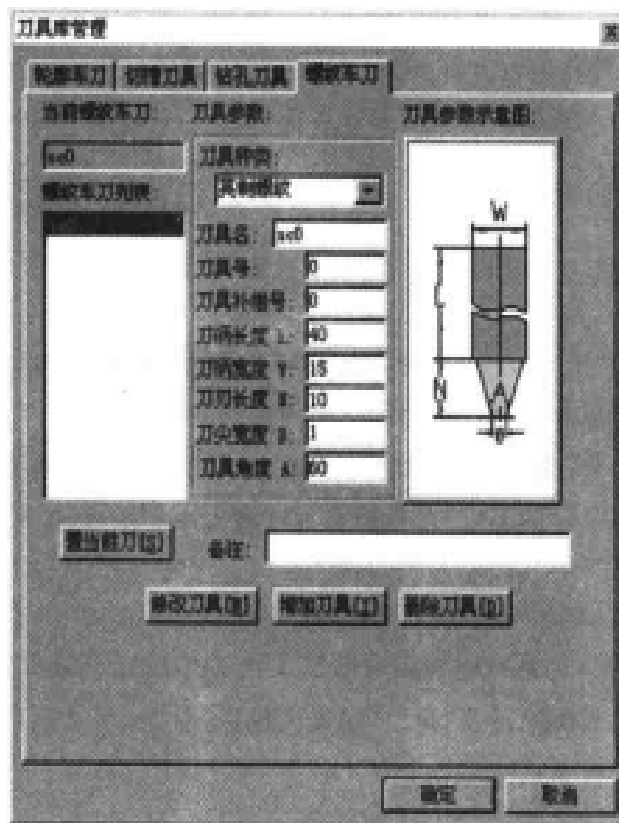 刀具库管理
轮廓车刀 切槽刀具 钻孔刀具 螺纹车刀
当前螺纹车刀:
sc0
螺纹车刀列表:
刀具参数:
刀具种类:
英制螺纹
刀具名: sc0
刀具号: 0
刀具补偿号: 0
刀柄长度 L: 40
刀柄宽度 W: 15
刀刃长度 N: 10
刀尖宽度 B: 1
刀具角度 A: 60
刀具参数示意图:
W
L
N
A
B
置当前刀[S]
备注:
修改刀具[M] 增加刀具[I] 删除刀具[D]
确定 取消